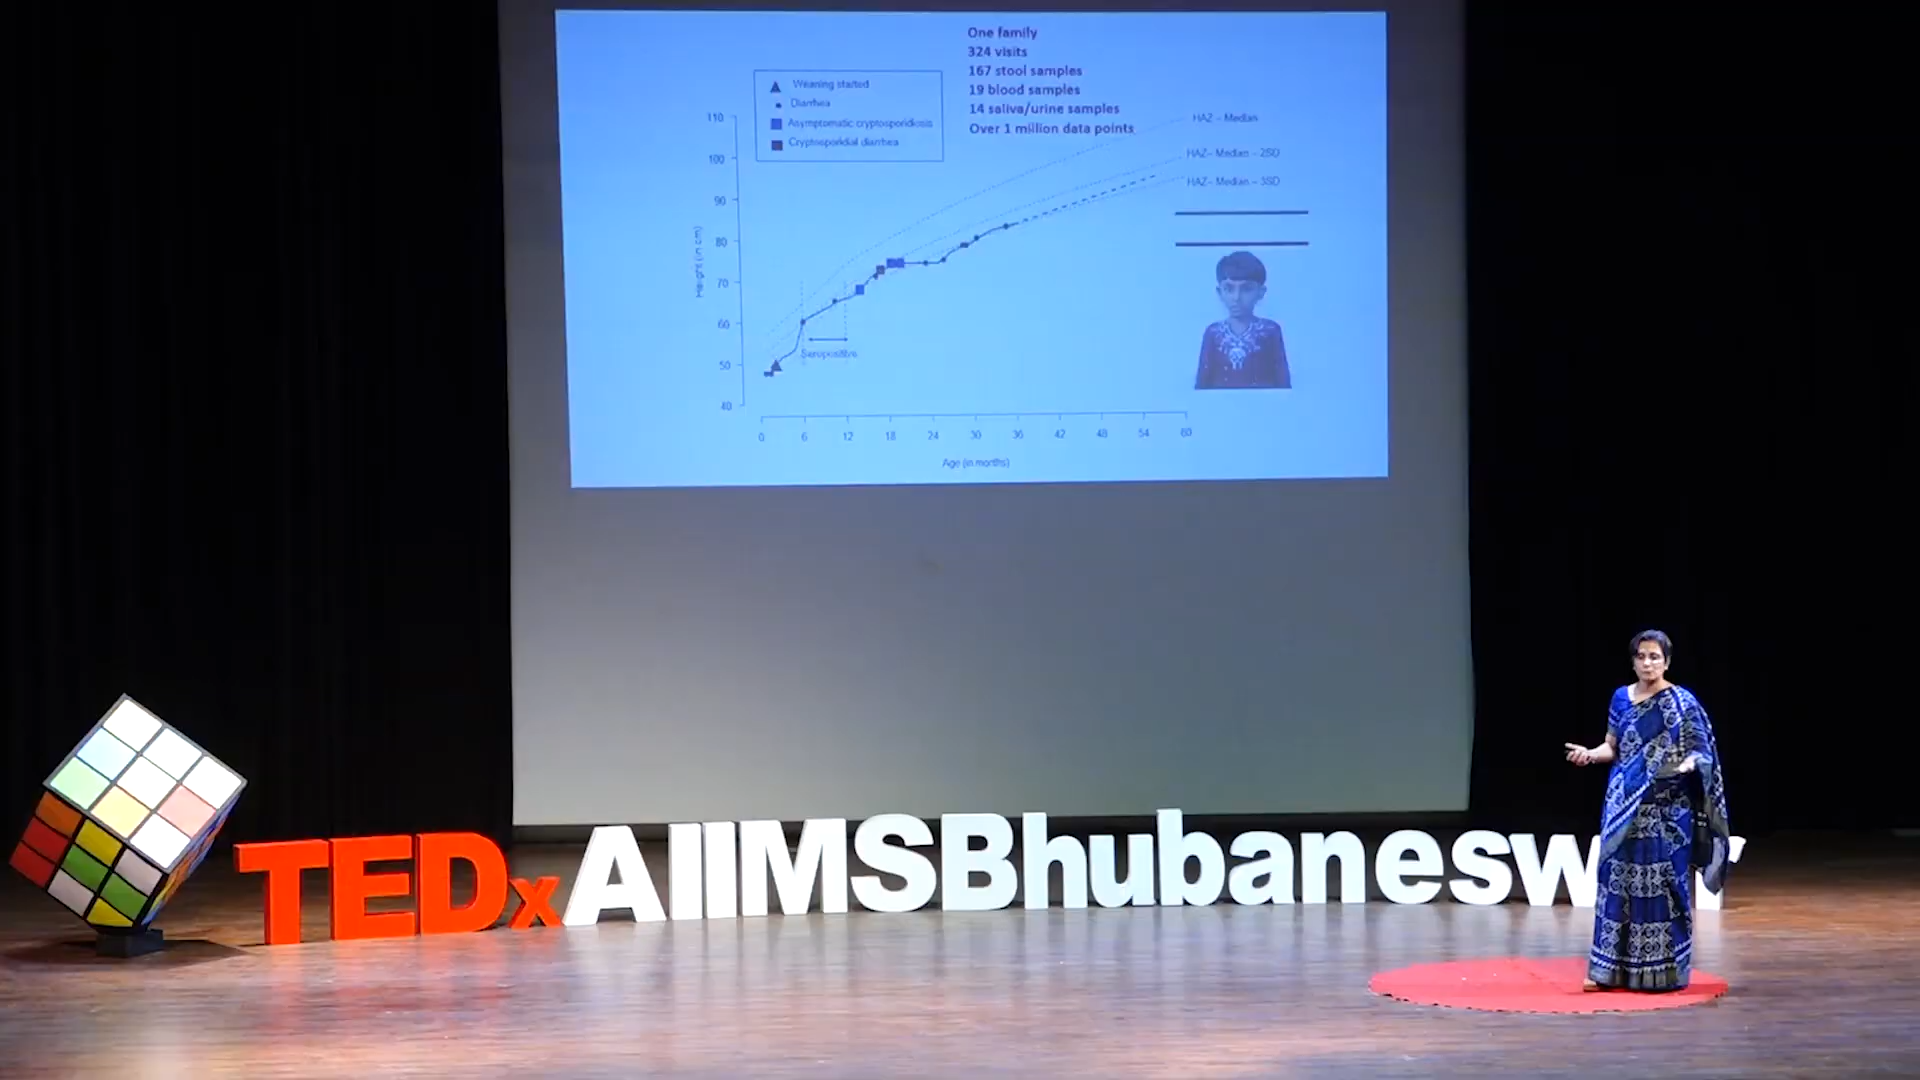 One family
324 visits
167 stool samples
19 blood samples
14 saliva/urine samples
Over 1 million data points
Weaning started
Diarrhea
Asymptomatic cryptosporidiosis
Cryptosporidial diarrhea
HAZ - Median
HAZ- Median - 2SD
HAZ- Median - 3SD
110
100
90
80
70
60
50
40
Height (in cm)
Seropositive
0 6 12 18 24 30 36 42 48 54 60
Age (in months)
TEDxAIIMSBhubanesw r